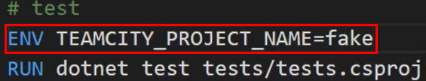 # test
ENV TEAMCITY_PROJECT_NAME=fake
RUN dotnet test tests/tests.csproj